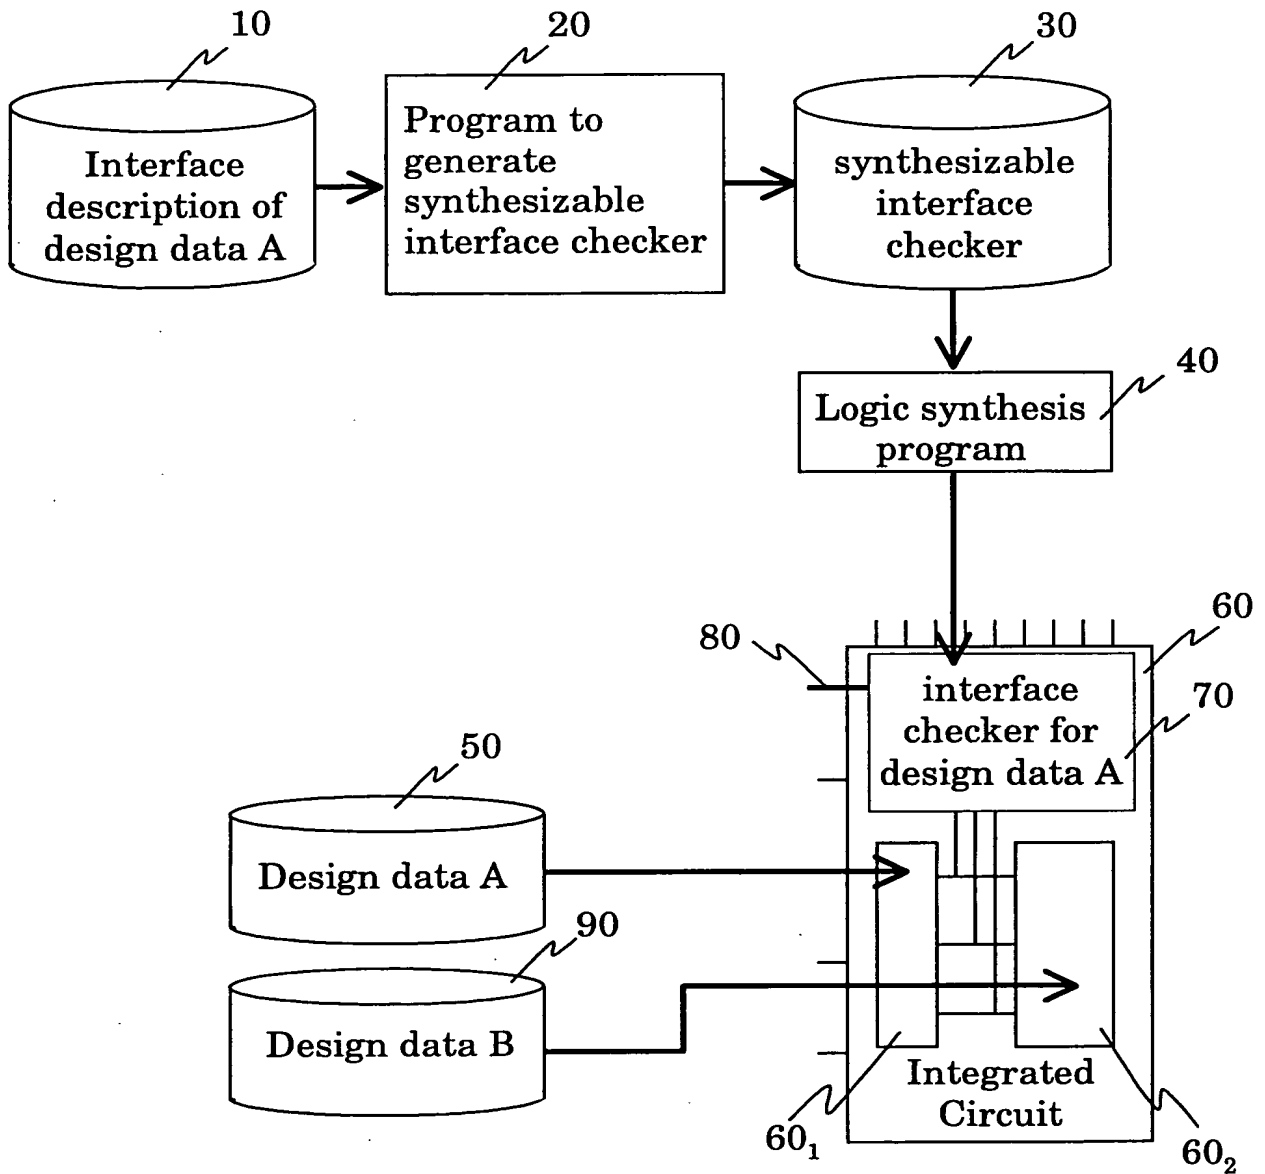 10
20
30
Interface
description of
design data A
Program to
generate
synthesizable
interface checker
synthesizable
interface
checker
40
Logic synthesis
program
60
80
interface
checker for
design data A
70
50
Design data A
90
Design data B
Integrated
Circuit
60₁
60₂